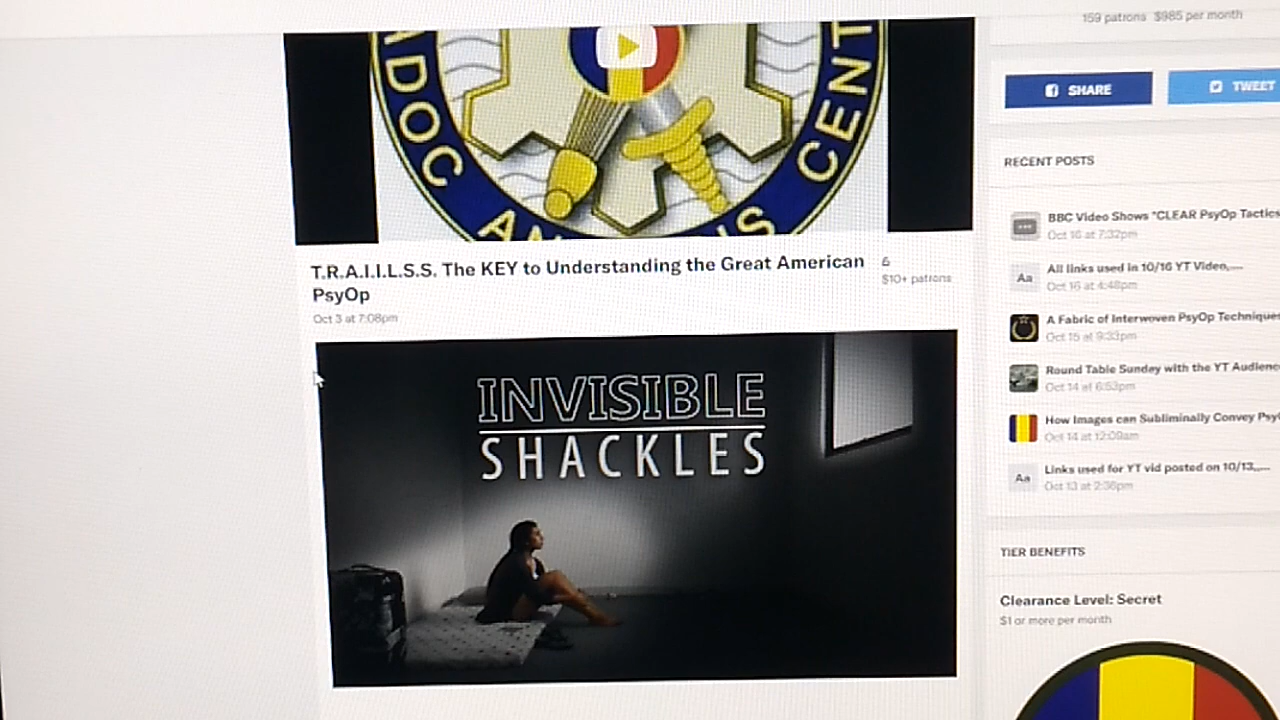 159 patrons $985 per month
ADOC AN
S CENT
SHARE
TWEET
RECENT POSTS
BBC Video Shows "CLEAR PsyOp Tactics
Oct 16 at 7:32pm
Aa
All links used in 10/16 YT Video,....
Oct 16 at 4:48pm
A Fabric of Interwoven PsyOp Techniques
Oct 15 at 9:33pm
Round Table Sunday with the YT Audience
Oct 14 at 6:53pm
How Images can Subliminally Convey Psy
Oct 14 at 12:09am
Aa
Links used for YT vid posted on 10/13,,....
Oct 13 at 2:36pm
T.R.A.I.I.L.S.S. The KEY to Understanding the Great American
PsyOp
6
$10+ patrons
Oct 3 at 7:08pm
INVISIBLE
SHACKLES
TIER BENEFITS
Clearance Level: Secret
$1 or more per month